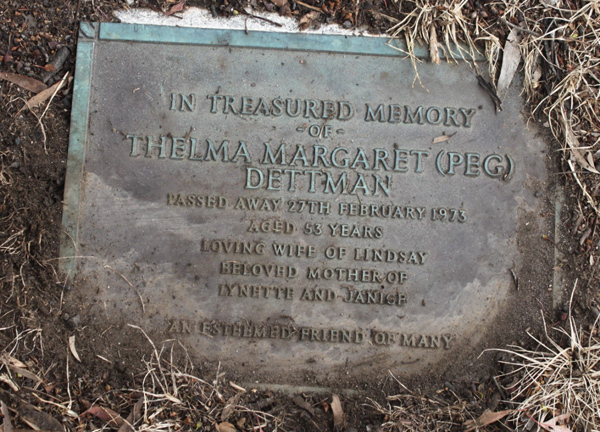 IN TREASURED MEMORY
- OF -
THELMA MARGARET (PEG)
DETTMAN
PASSED AWAY 27TH FEBRUARY 1973
AGED 53 YEARS
LOVING WIFE OF LINDSAY
BELOVED MOTHER OF
LYNETTE AND JANICE
AN ESTEEMED FRIEND OF MANY